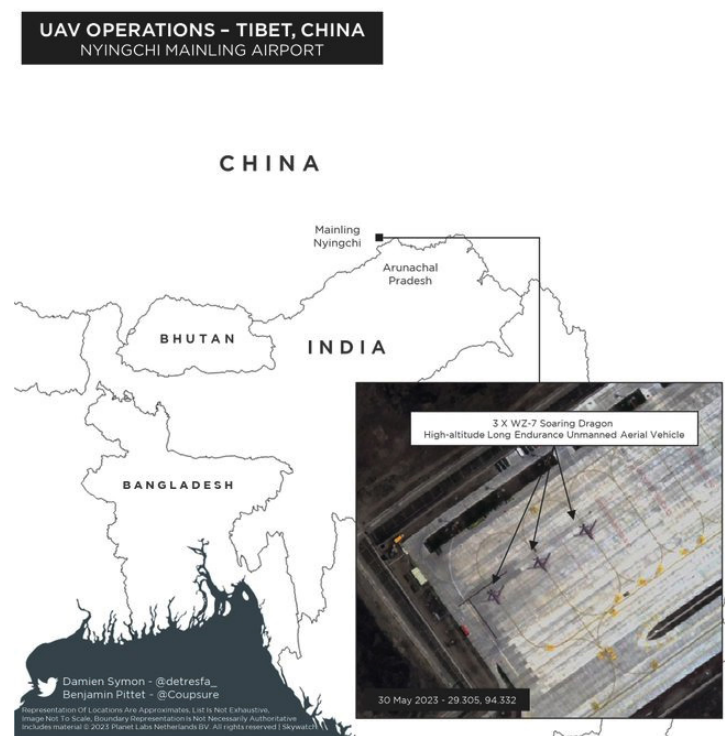 UAV OPERATIONS – TIBET, CHINA
NYINGCHI MAINLING AIRPORT
CHINA
Mainling
Nyingchi
Arunachal
Pradesh
BHUTAN
INDIA
3 X WZ-7 Soaring Dragon
High-altitude Long Endurance Unmanned Aerial Vehicle
BANGLADESH
Damien Symon - @detresfa_
Benjamin Pittet - @Coupsure
30 May 2023 - 29.305, 94.332
Representation Of Locations Are Approximates, List Is Not Exhaustive,
Image Not To Scale, Boundary Representation Is Not Necessarily Authoritative
Includes material © 2023 Planet Labs Netherlands BV. All rights reserved | Skywatch